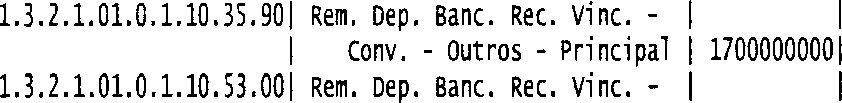 1.3.2.1.01.0.1.10.35.90| Rem. Dep. Banc. Rec. Vinc. - | |
| Conv. - Outros - Principal | 1700000000|
1.3.2.1.01.0.1.10.53.00| Rem. Dep. Banc. Rec. Vinc. - | |